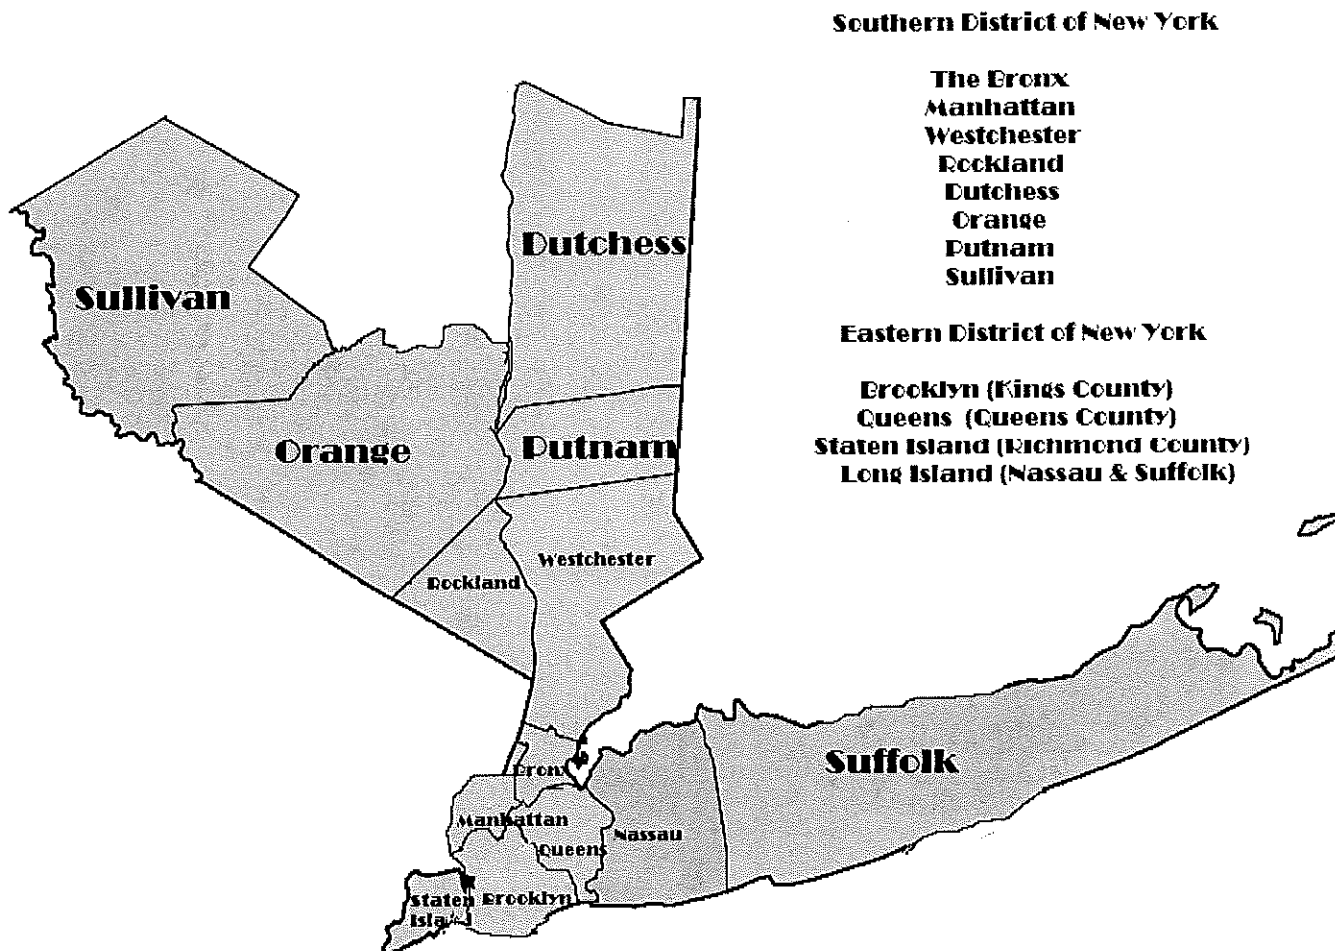 Southern District of New York
The Bronx
Manhattan
Westchester
Rockland
Dutchess
Orange
Putnam
Sullivan
Eastern District of New York
Brooklyn (Kings County)
Queens (Queens County)
Staten Island (Richmond County)
Long Island (Nassau & Suffolk)
Dutchess
Sullivan
Orange
Putnam
Westchester
Rockland
Suffolk
Bronx
Manhattan
Nassau
Queens
Brooklyn
Staten
Isla